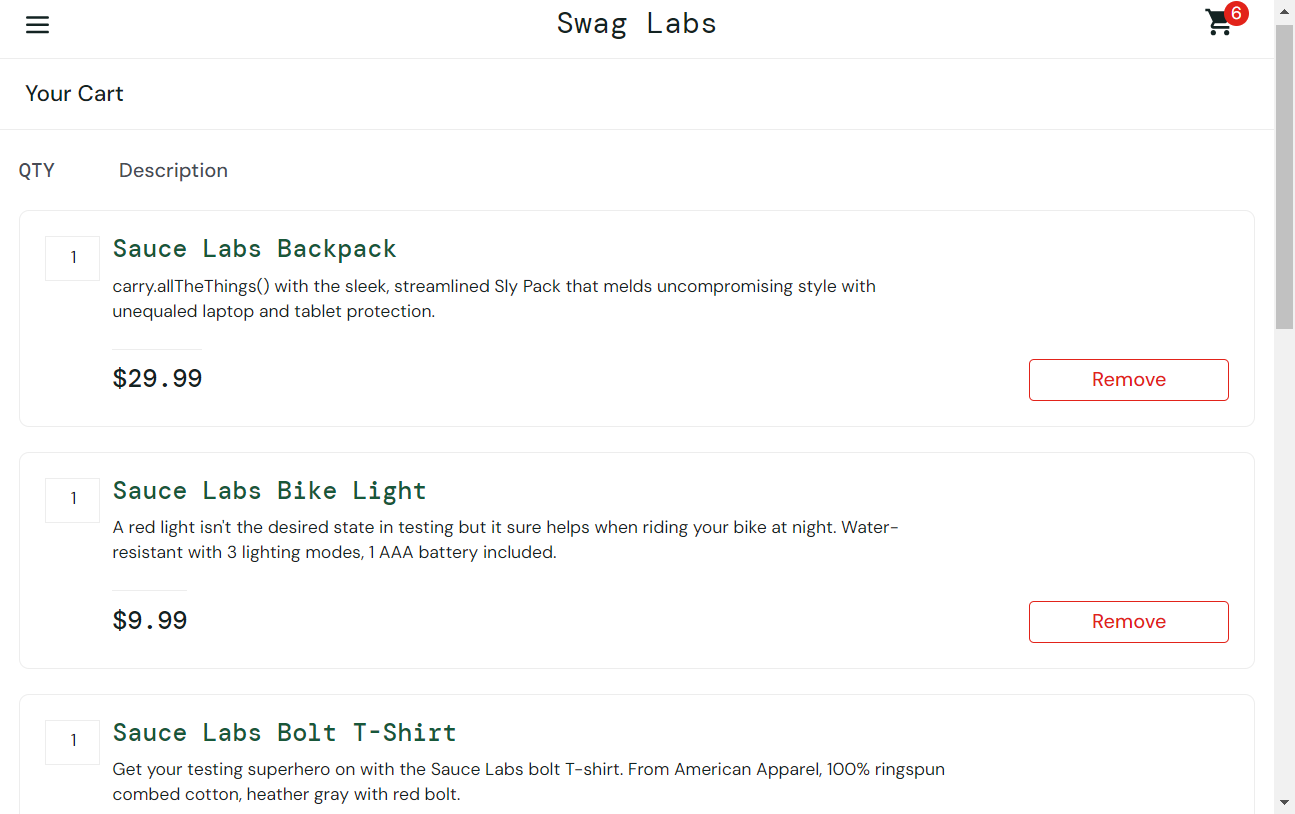 Swag Labs
6
Your Cart
QTY Description
1
Sauce Labs Backpack
carry.allTheThings() with the sleek, streamlined Sly Pack that melds uncompromising style with
unequaled laptop and tablet protection.
$29.99
Remove
1
Sauce Labs Bike Light
A red light isn't the desired state in testing but it sure helps when riding your bike at night. Water-
resistant with 3 lighting modes, 1 AAA battery included.
$9.99
Remove
1
Sauce Labs Bolt T-Shirt
Get your testing superhero on with the Sauce Labs bolt T-shirt. From American Apparel, 100% ringspun
combed cotton, heather gray with red bolt.